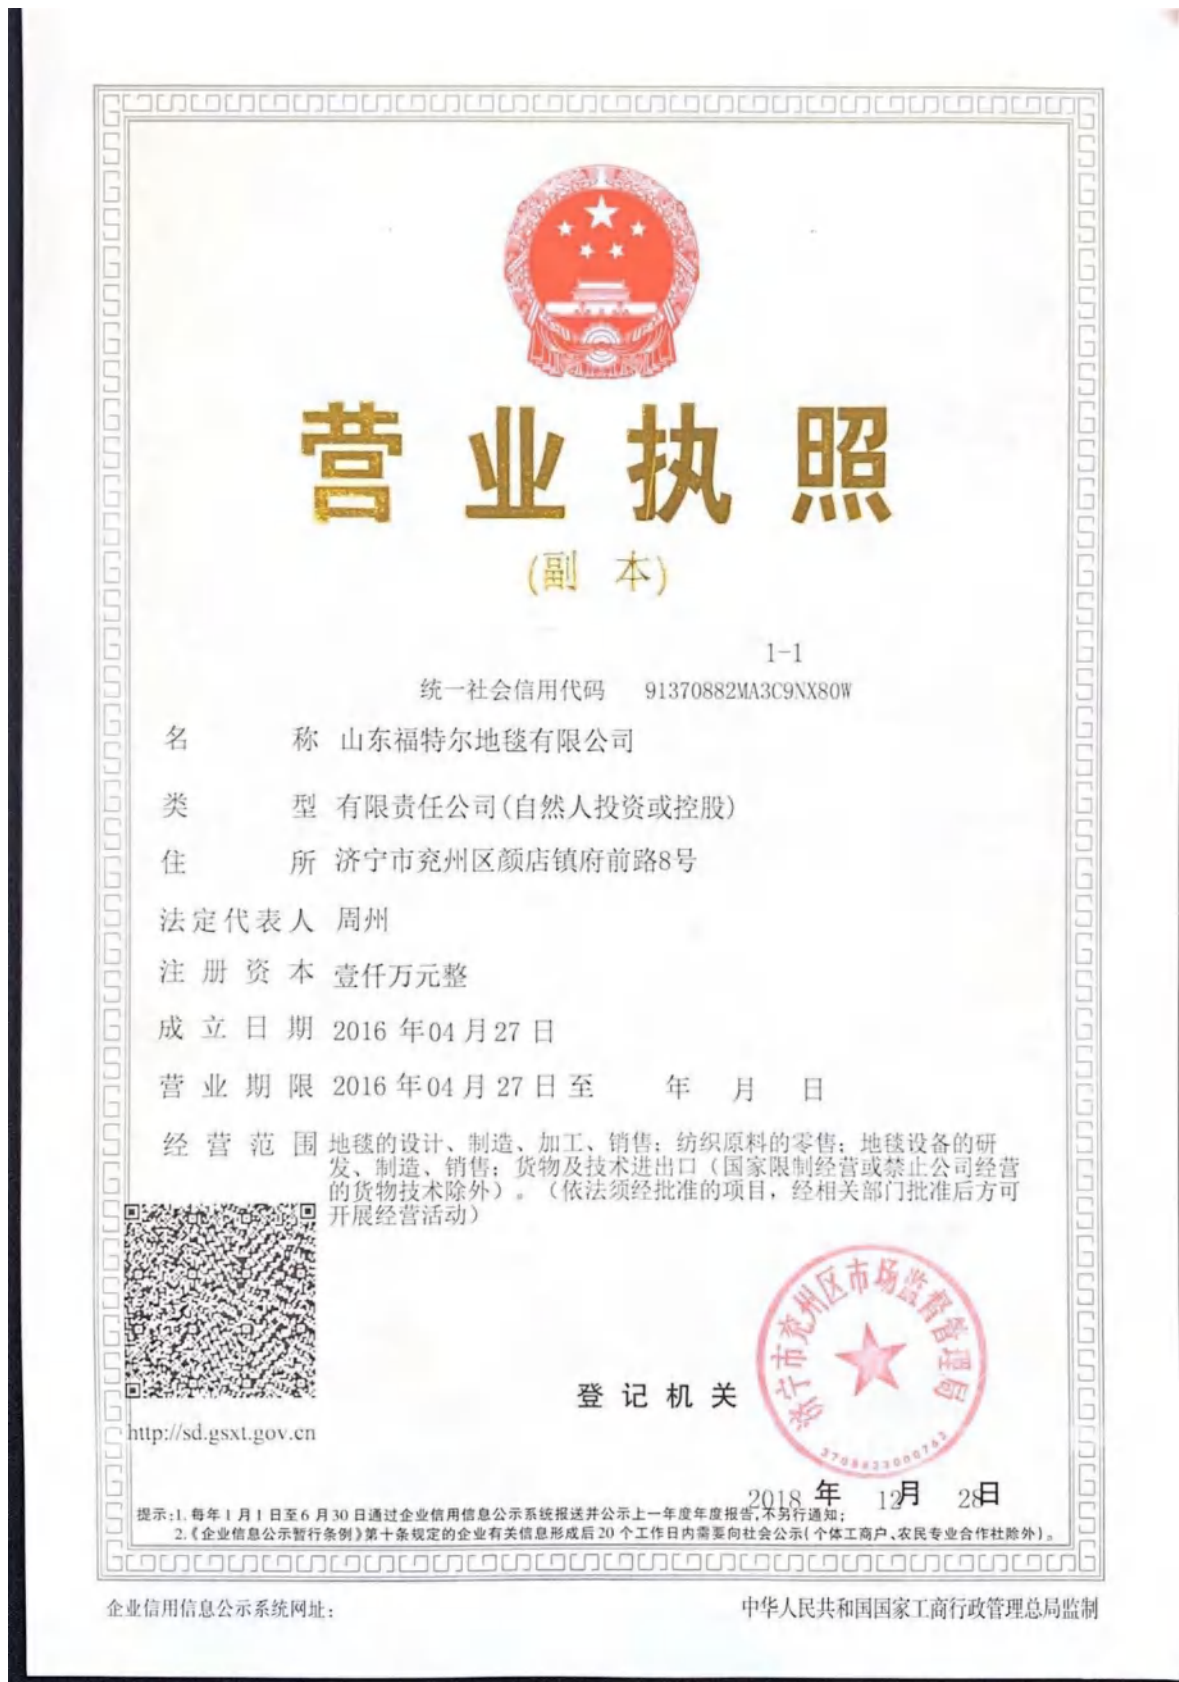 营业执照
(副 本)
1-1
统一社会信用代码 91370882MA3C9NX80W
名 称 山东福特尔地毯有限公司
类 型 有限责任公司(自然人投资或控股)
住 所 济宁市兖州区颜店镇府前路8号
法定代表人 周州
注 册 资 本 壹仟万元整
成 立 日 期 2016 年04 月27 日
营 业 期 限 2016 年04 月 27 日 至 年 月 日
经 营 范 围 地毯的设计、制造、加工、销售；纺织原料的零售；地毯设备的研
发、制造、销售；货物及技术进出口（国家限制经营或禁止公司经营
的货物技术除外）。（依法须经批准的项目，经相关部门批准后方可
开展经营活动）
济宁市兖州区市场监督管理局
3708823000762
登 记 机 关
http://sd.gsxt.gov.cn
2018 年 12月 28日
提示:1. 每年1月1日至6月30日通过企业信用信息公示系统报送并公示上一年度年度报告,不另行通知;
2.《企业信息公示暂行条例》第十条规定的企业有关信息形成后20个工作日内需要向社会公示(个体工商户、农民专业合作社除外)。
企业信用信息公示系统网址: 中华人民共和国国家工商行政管理总局监制